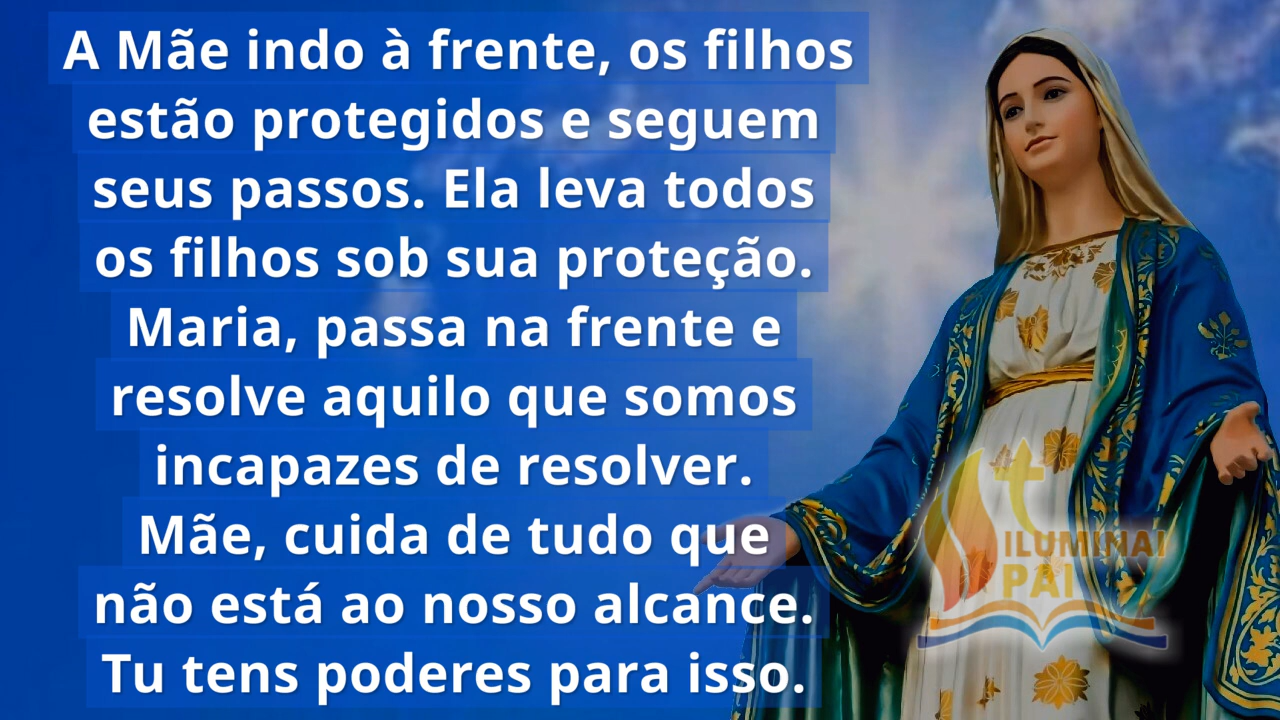 A Mãe indo à frente, os filhos
estão protegidos e seguem
seus passos. Ela leva todos
os filhos sob sua proteção.
Maria, passa na frente e
resolve aquilo que somos
incapazes de resolver.
Mãe, cuida de tudo que
não está ao nosso alcance.
Tu tens poderes para isso.
ILUMINAI
PAI